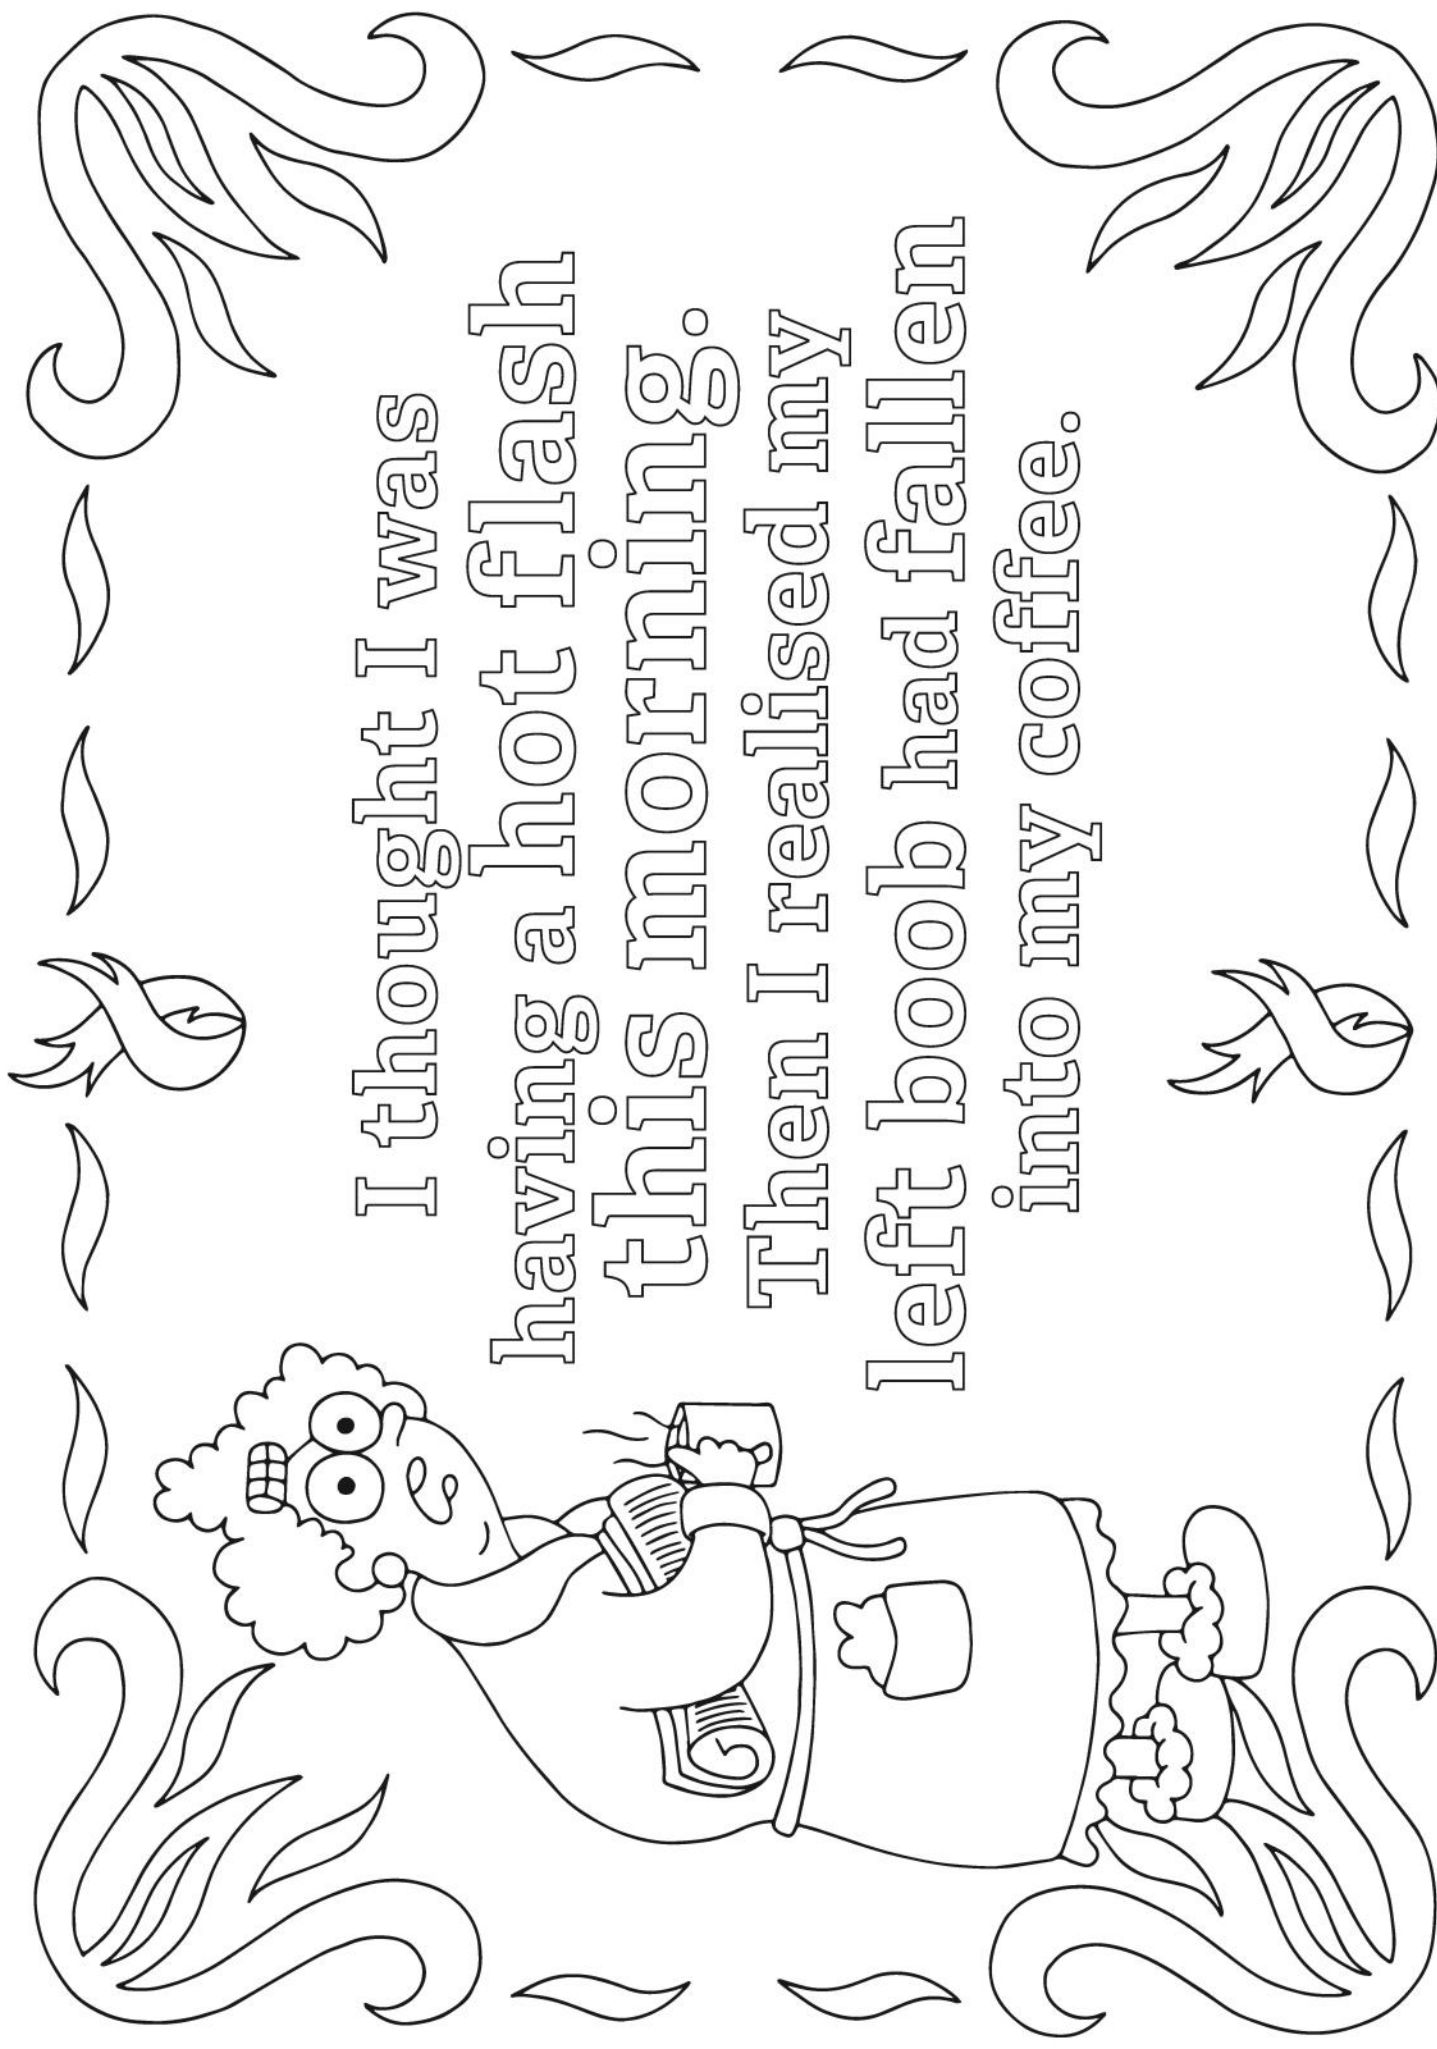 I thought I was
having a hot flash
this morning.
Then I realised my
left boob had fallen
into my coffee.